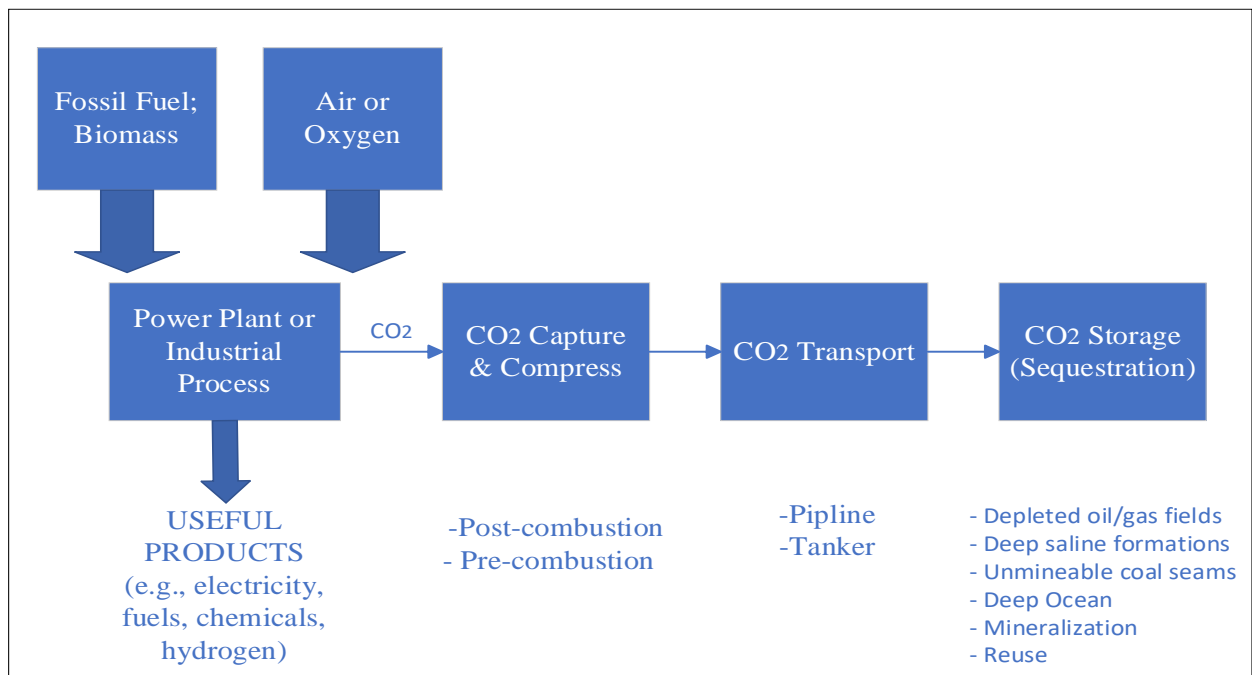 Fossil Fuel;
Biomass
Air or
Oxygen
Power Plant or
Industrial
Process
CO2
CO2 Capture
& Compress
CO2 Transport
CO2 Storage
(Sequestration)
USEFUL
PRODUCTS
(e.g., electricity,
fuels, chemicals,
hydrogen)
-Post-combustion
- Pre-combustion
-Pipline
-Tanker
- Depleted oil/gas fields
- Deep saline formations
- Unmineable coal seams
- Deep Ocean
- Mineralization
- Reuse